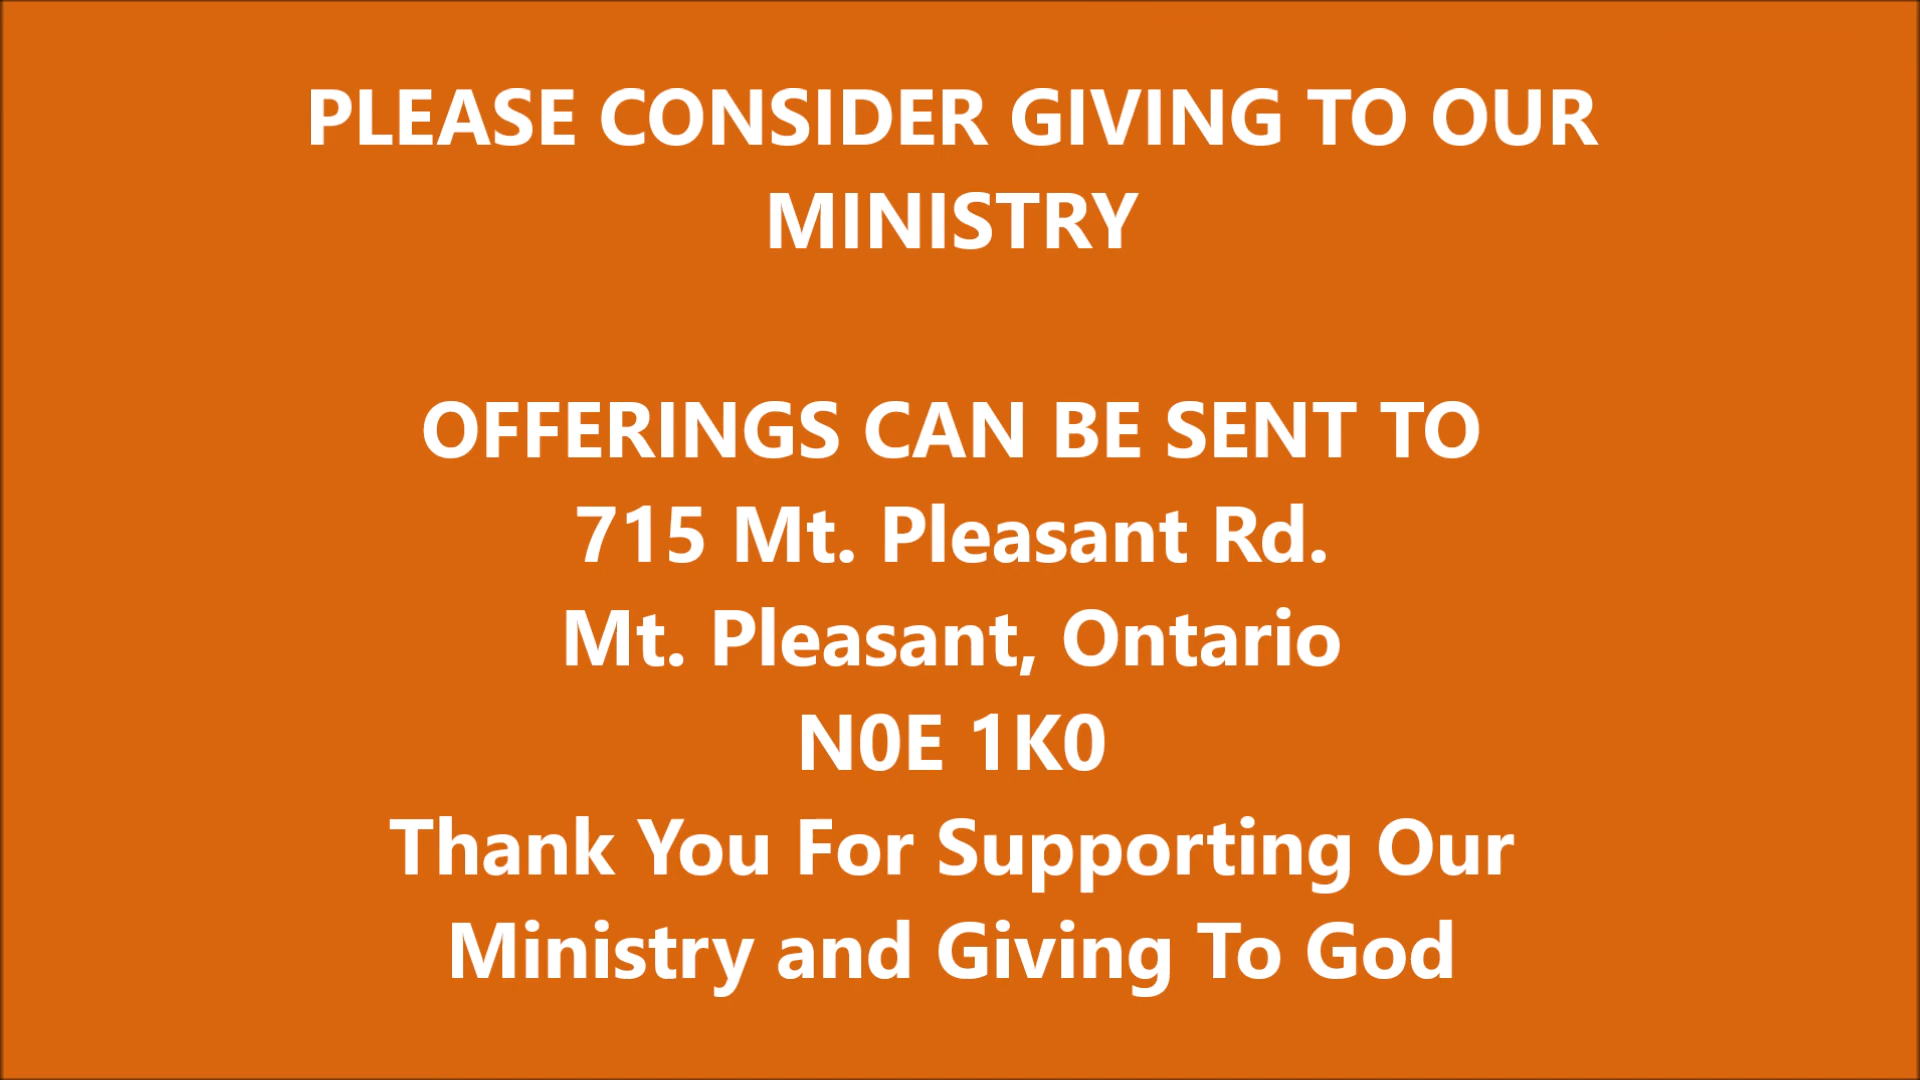 PLEASE CONSIDER GIVING TO OUR
MINISTRY
OFFERINGS CAN BE SENT TO
715 Mt. Pleasant Rd.
Mt. Pleasant, Ontario
N0E 1K0
Thank You For Supporting Our
Ministry and Giving To God